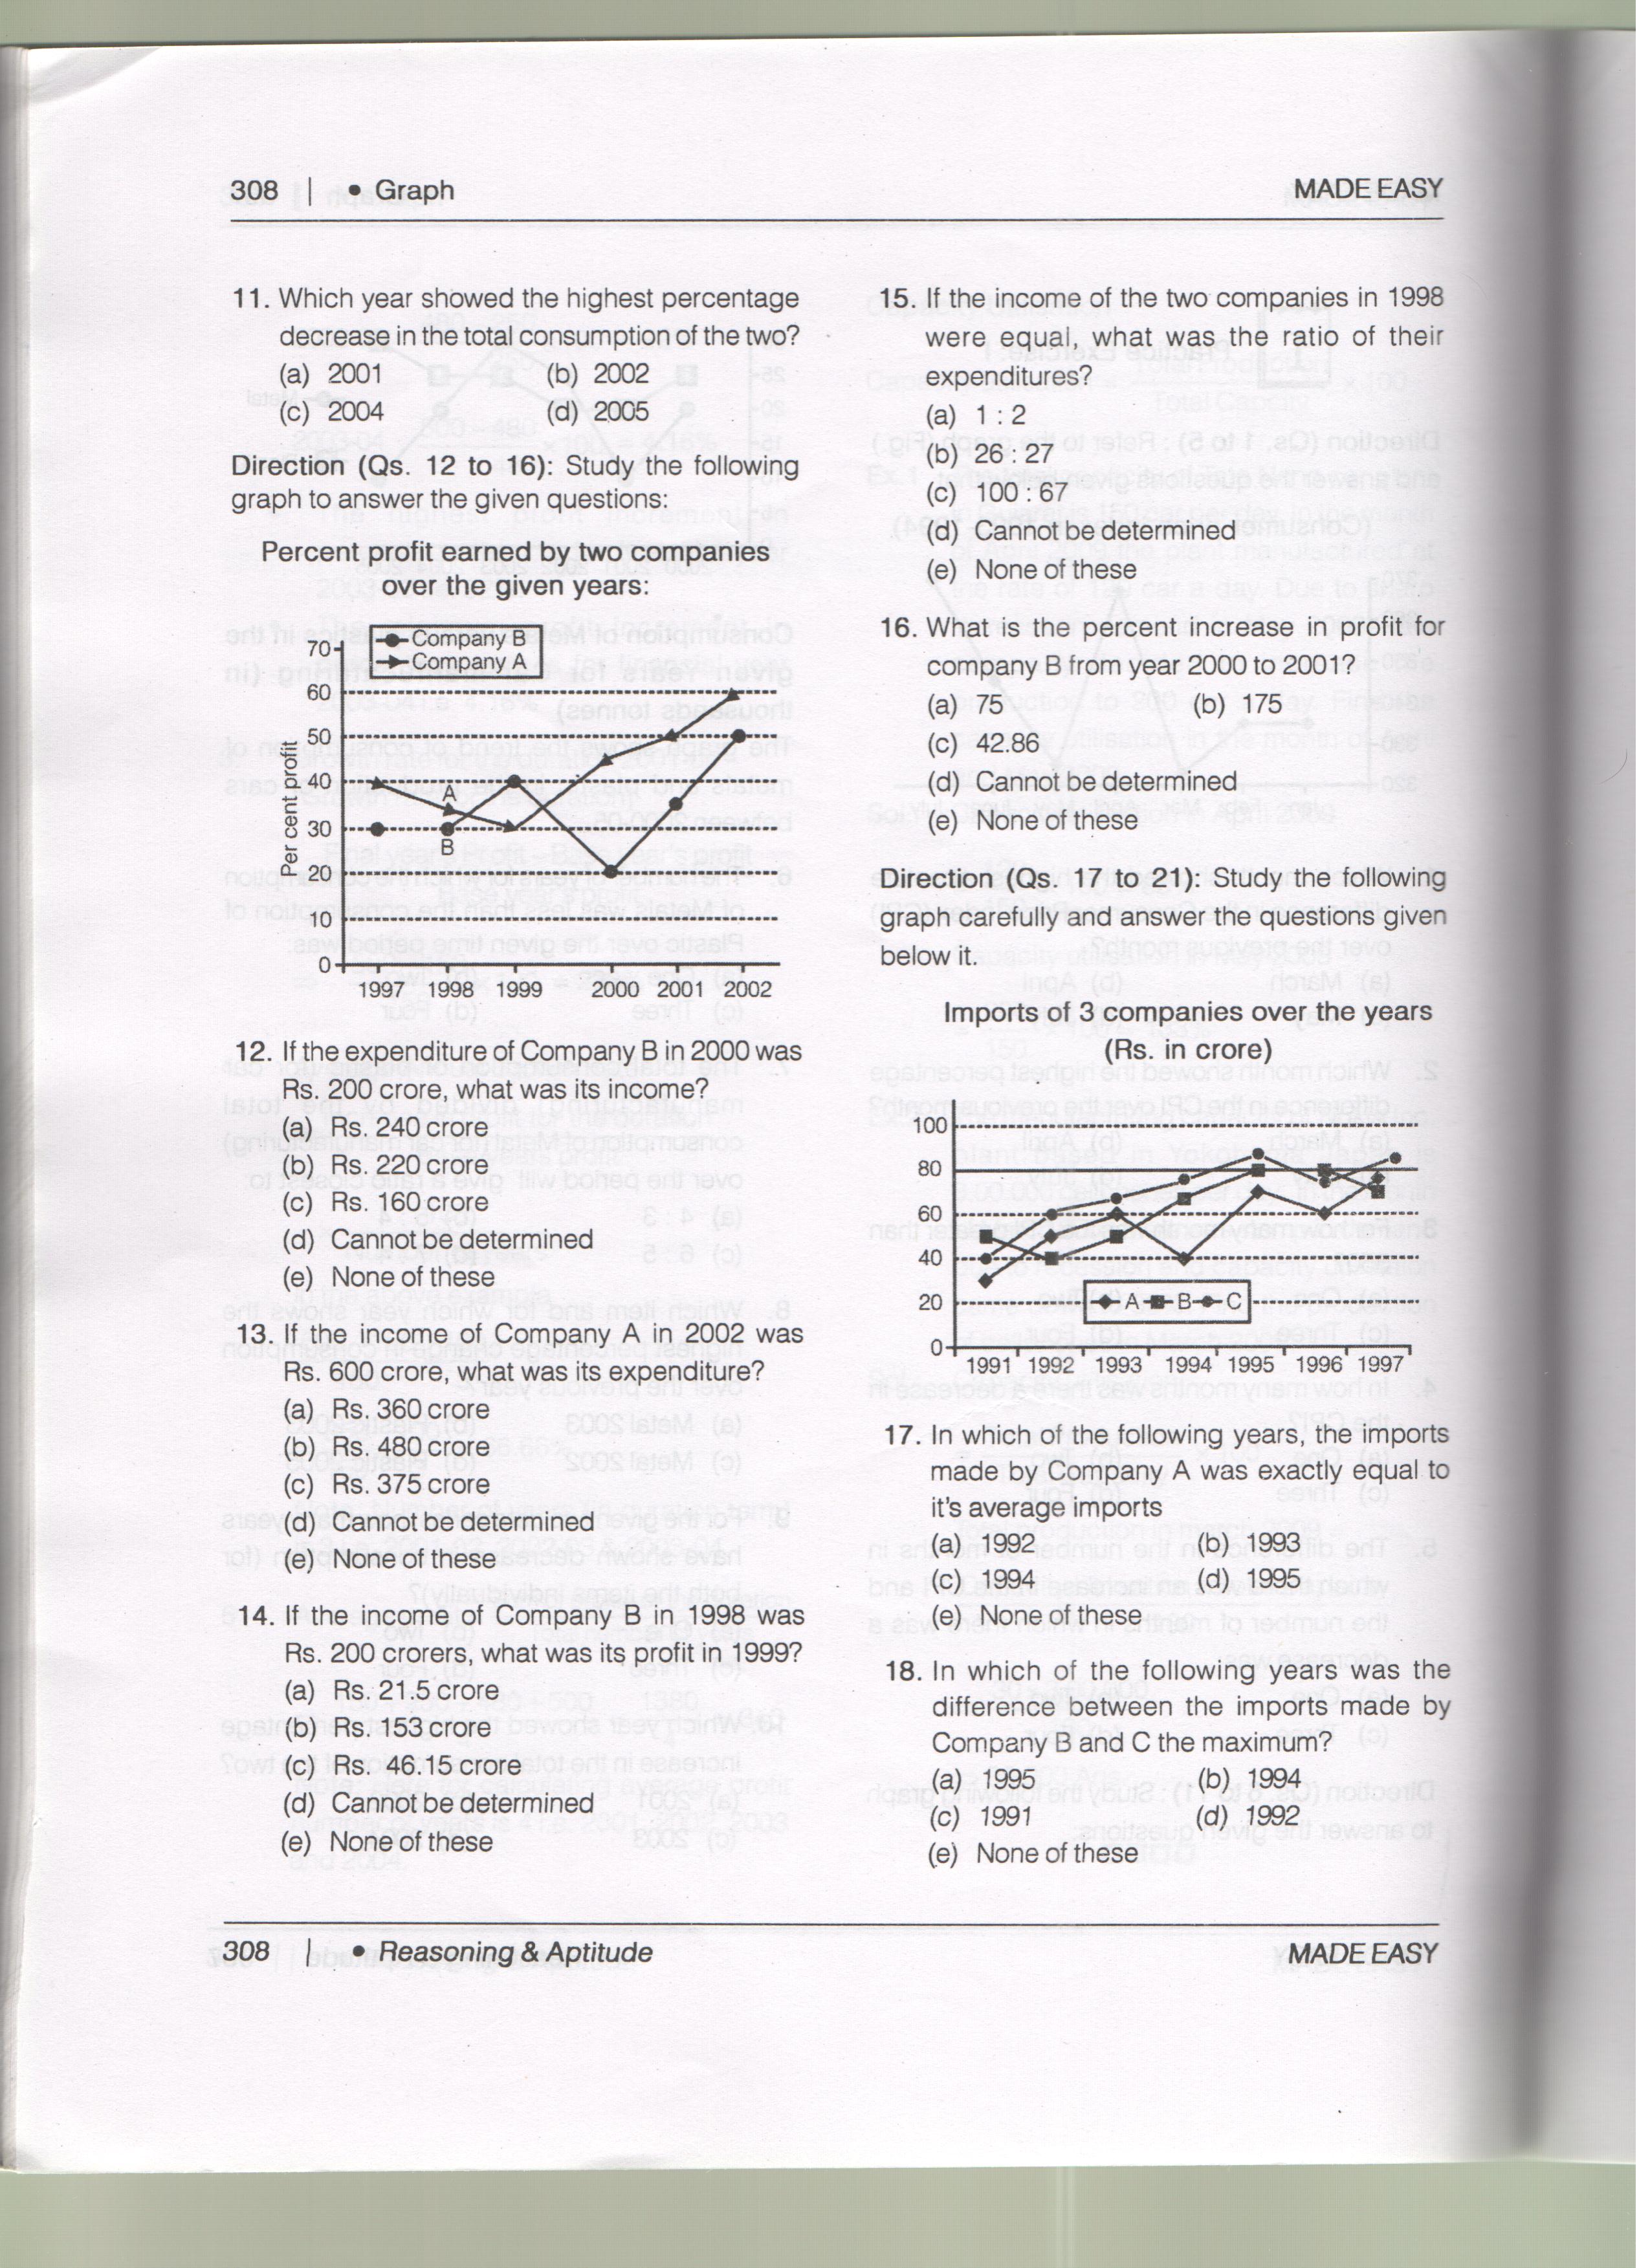 308 | • Graph
MADE EASY
11. Which year showed the highest percentage
decrease in the total consumption of the two?
(a) 2001 (b) 2002
(c) 2004 (d) 2005
Direction (Qs. 12 to 16): Study the following
graph to answer the given questions:
Percent profit earned by two companies
over the given years:
Company B
Company A
70
60
50
40
30
20
10
0
Per cent profit
A
B
1997 1998 1999 2000 2001 2002
12. If the expenditure of Company B in 2000 was
Rs. 200 crore, what was its income?
(a) Rs. 240 crore
(b) Rs. 220 crore
(c) Rs. 160 crore
(d) Cannot be determined
(e) None of these
13. If the income of Company A in 2002 was
Rs. 600 crore, what was its expenditure?
(a) Rs. 360 crore
(b) Rs. 480 crore
(c) Rs. 375 crore
(d) Cannot be determined
(e) None of these
14. If the income of Company B in 1998 was
Rs. 200 crorers, what was its profit in 1999?
(a) Rs. 21.5 crore
(b) Rs. 153 crore
(c) Rs. 46.15 crore
(d) Cannot be determined
(e) None of these
15. If the income of the two companies in 1998
were equal, what was the ratio of their
expenditures?
(a) 1 : 2
(b) 26 : 27
(c) 100 : 67
(d) Cannot be determined
(e) None of these
16. What is the percent increase in profit for
company B from year 2000 to 2001?
(a) 75 (b) 175
(c) 42.86
(d) Cannot be determined
(e) None of these
Direction (Qs. 17 to 21): Study the following
graph carefully and answer the questions given
below it.
Imports of 3 companies over the years
(Rs. in crore)
100
80
60
40
20
0
A B C
1991 1992 1993 1994 1995 1996 1997
17. In which of the following years, the imports
made by Company A was exactly equal to
it's average imports
(a) 1992 (b) 1993
(c) 1994 (d) 1995
(e) None of these
18. In which of the following years was the
difference between the imports made by
Company B and C the maximum?
(a) 1995 (b) 1994
(c) 1991 (d) 1992
(e) None of these
308 | • Reasoning & Aptitude
MADE EASY